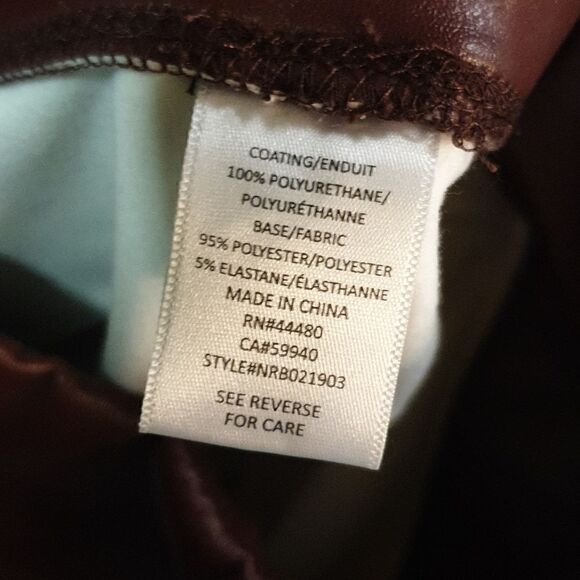 COATING/ENDUIT
100% POLYURETHANE/
POLYURÉTHANNE
BASE/FABRIC
95% POLYESTER/POLYESTER
5% ELASTANE/ÉLASTHANNE
MADE IN CHINA
RN#44480
CA#59940
STYLE#NRB021903
SEE REVERSE
FOR CARE